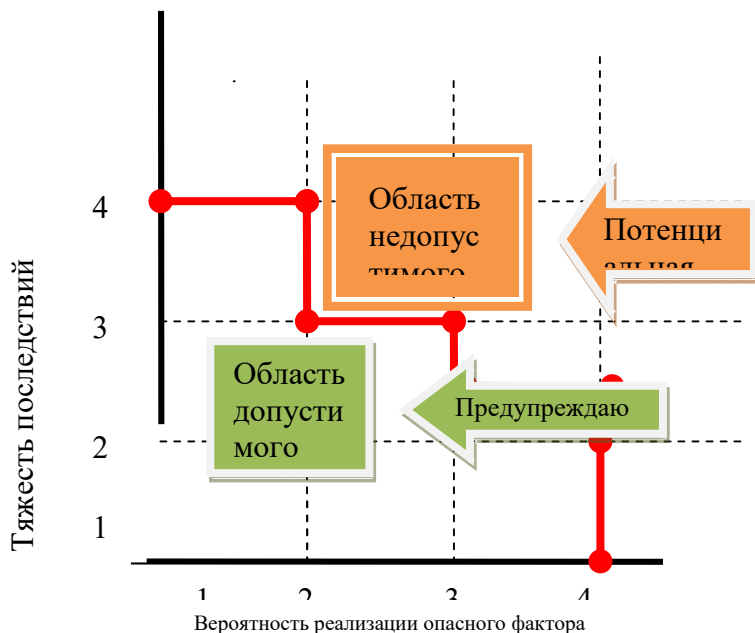 Тяжесть последствий
4
3
2
1
Область
недопус
тимого
Потенци
альная
Область
допусти
мого
Предупреждаю
1
2
3
4
Вероятность реализации опасного фактора